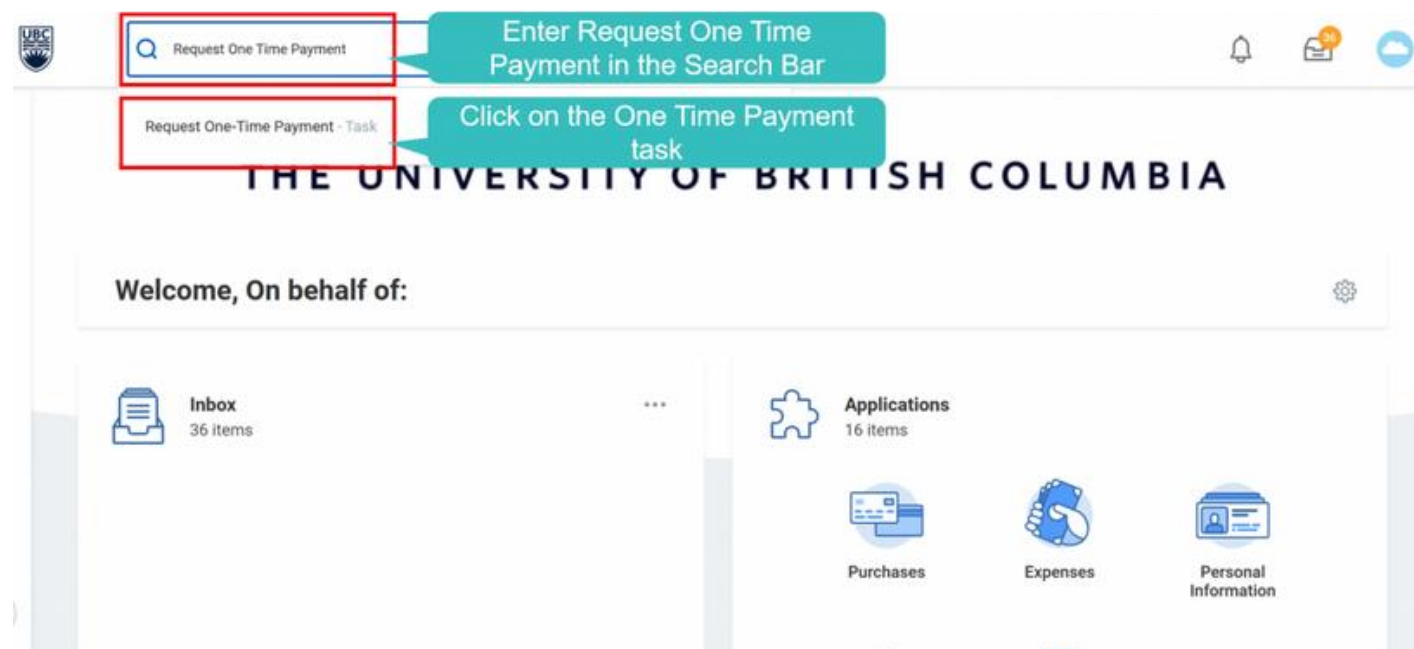 UBC
Request One Time Payment
Enter Request One Time
Payment in the Search Bar
36
Request One-Time Payment - Task
Click on the One Time Payment
task
THE UNIVERSITY OF BRITISH COLUMBIA
Welcome, On behalf of:
Inbox
36 items
Applications
16 items
Purchases
Expenses
Personal
Information